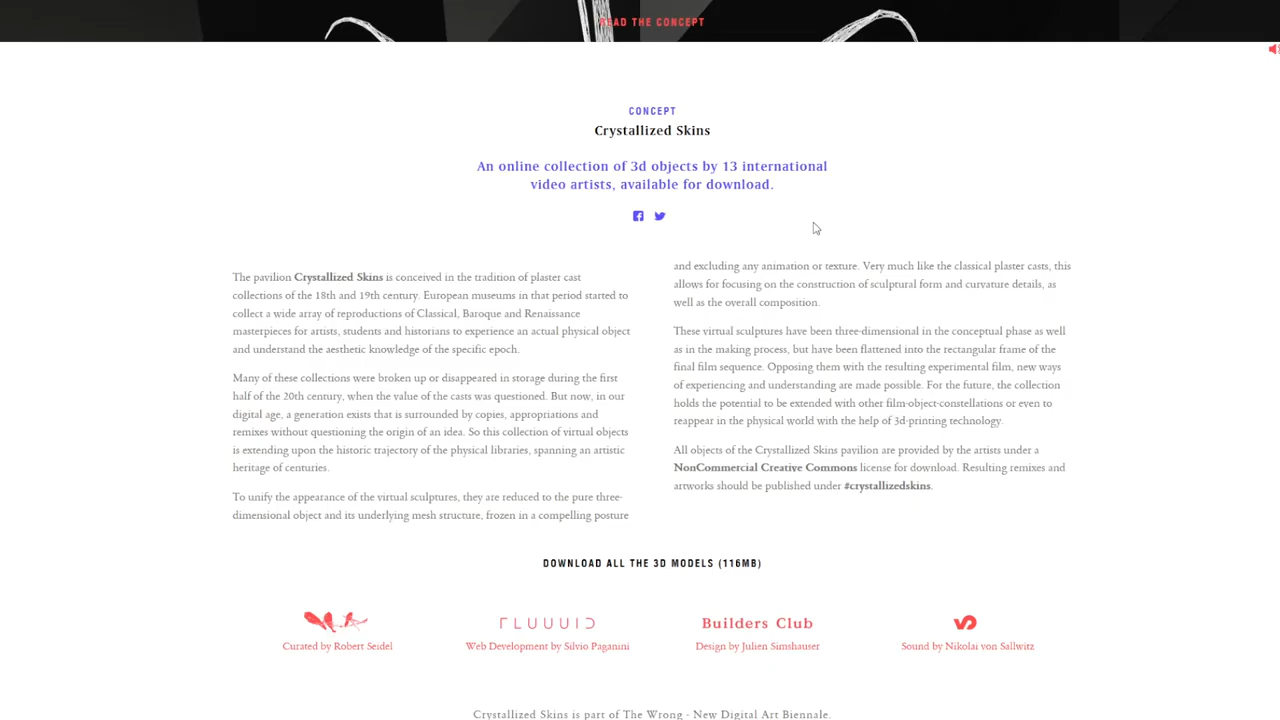 READ THE CONCEPT
CONCEPT
Crystallized Skins
An online collection of 3d objects by 13 international
video artists, available for download.
The pavilion Crystallized Skins is conceived in the tradition of plaster cast
collections of the 18th and 19th century. European museums in that period started to
collect a wide array of reproductions of Classical, Baroque and Renaissance
masterpieces for artists, students and historians to experience an actual physical object
and understand the aesthetic knowledge of the specific epoch.
Many of these collections were broken up or disappeared in storage during the first
half of the 20th century, when the value of the casts was questioned. But now, in our
digital age, a generation exists that is surrounded by copies, appropriations and
remixes without questioning the origin of an idea. So this collection of virtual objects
is extending upon the historic trajectory of the physical libraries, spanning an artistic
heritage of centuries.
To unify the appearance of the virtual sculptures, they are reduced to the pure three-
dimensional object and its underlying mesh structure, frozen in a compelling posture
and excluding any animation or texture. Very much like the classical plaster casts, this
allows for focusing on the construction of sculptural form and curvature details, as
well as the overall composition.
These virtual sculptures have been three-dimensional in the conceptual phase as well
as in the making process, but have been flattened into the rectangular frame of the
final film sequence. Opposing them with the resulting experimental film, new ways
of experiencing and understanding are made possible. For the future, the collection
holds the potential to be extended with other film-object-constellations or even to
reappear in the physical world with the help of 3d-printing technology.
All objects of the Crystallized Skins pavilion are provided by the artists under a
NonCommercial Creative Commons license for download. Resulting remixes and
artworks should be published under #crystallizedskins.
DOWNLOAD ALL THE 3D MODELS (116MB)
FLUUUID
Builders Club
Curated by Robert Seidel
Web Development by Silvio Paganini
Design by Julien Simshauser
Sound by Nikolai von Sallwitz
Crystallized Skins is part of The Wrong - New Digital Art Biennale.